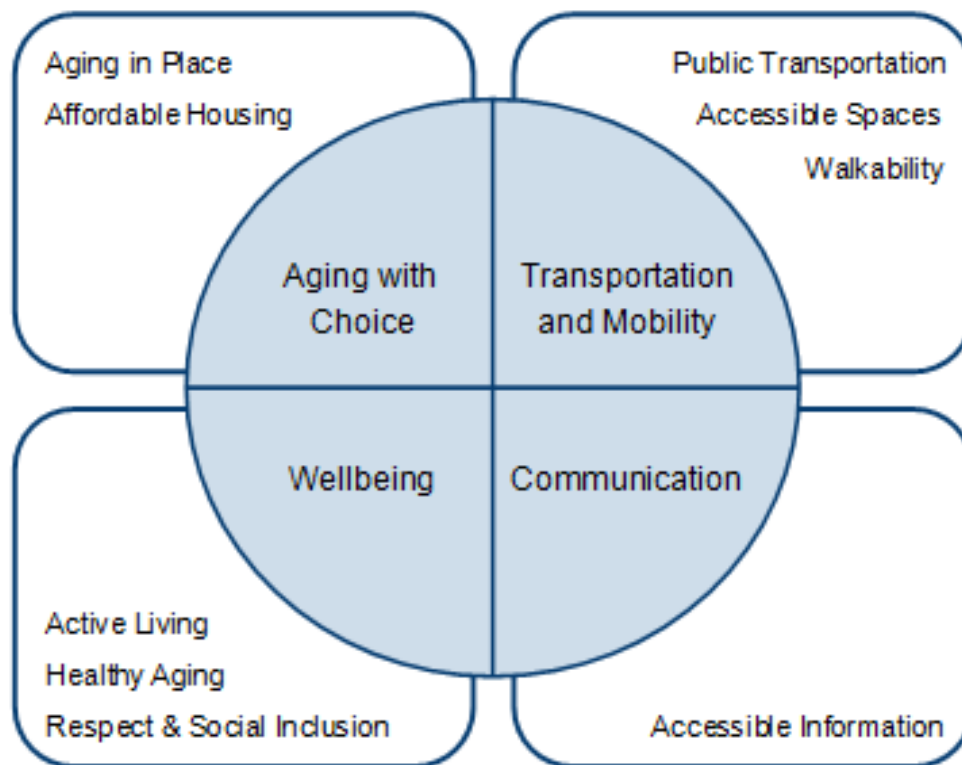 Aging in Place
Affordable Housing
Public Transportation
Accessible Spaces
Walkability
Aging with
Choice
Transportation
and Mobility
Wellbeing
Communication
Active Living
Healthy Aging
Respect & Social Inclusion
Accessible Information